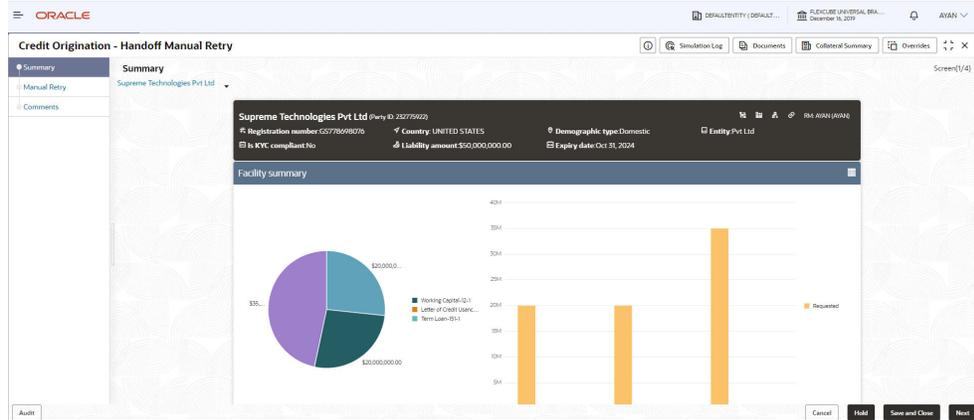 ORACLE
DEFAULTENTITY ( DEFAULT...
FLEXCUBE UNIVERSAL BRA...
December 16, 2019
AYAN
Credit Origination - Handoff Manual Retry
Simulation Log
Documents
Collateral Summary
Overrides
Summary
Manual Retry
Comments
Summary
Screen(1/4)
Supreme Technologies Pvt Ltd
Supreme Technologies Pvt Ltd (Party ID: 232775922)
RM: AYAN (AYAN)
Registration number:GS778698076
Country: UNITED STATES
Demographic type:Domestic
Entity:Pvt Ltd
Is KYC compliant:No
Liability amount:$50,000,000.00
Expiry date:Oct 31, 2024
Facility summary
$20,000,0...
$35,...
$20,000,000.00
Working Capital-12-1
Letter of Credit Usanc...
Term Loan-151-1
40M
35M
30M
25M
20M
15M
10M
5M
Requested
Audit
Cancel
Hold
Save and Close
Next